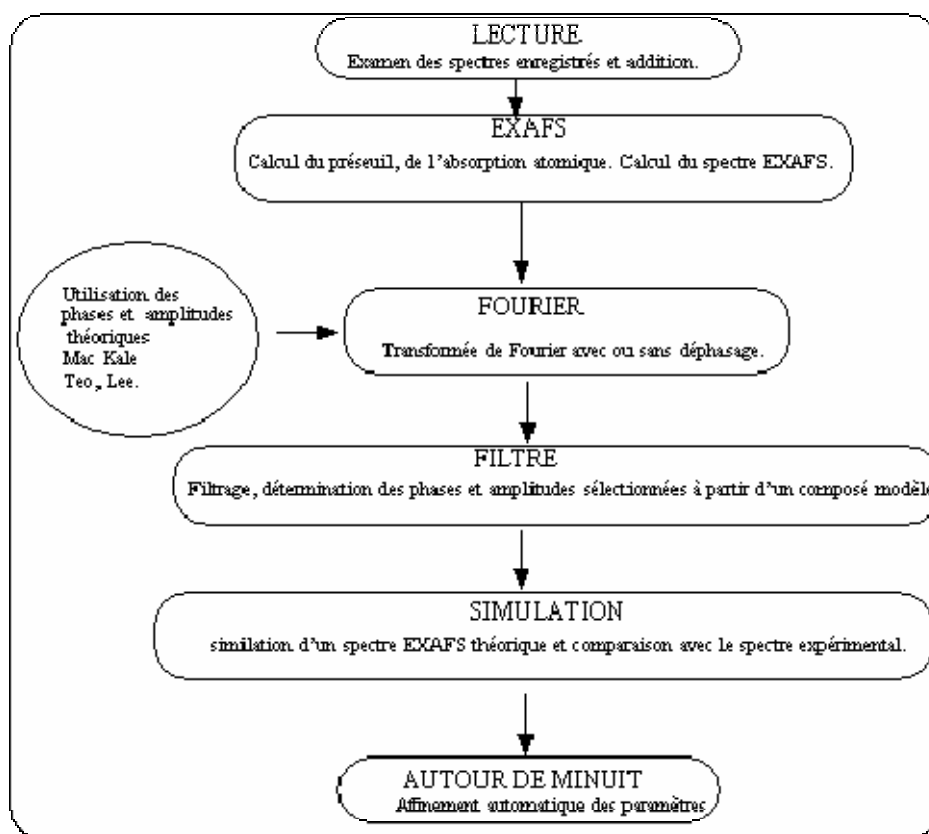 LECTURE
Examen des spectres enregistrés et addition.
EXAFS
Calcul du préseuil, de l'absorption atomique. Calcul du spectre EXAFS.
Utilisation des
phases et amplitudes
théoriques
Mac Kale
Teo, Lee.
FOURIER
Transformée de Fourier avec ou sans déphasage.
FILTRE
Filtrage, détermination des phases et amplitudes sélectionnées à partir d'un composé modèle
SIMULATION
similation d'un spectre EXAFS théorique et comparaison avec le spectre expérimental.
AUTOUR DE MINUIT
Affinement automatique des paramètres